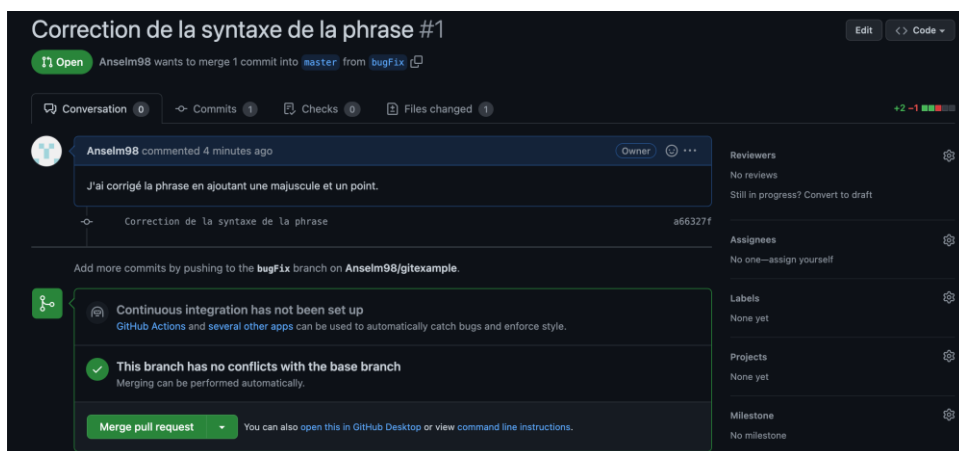 Correction de la syntaxe de la phrase #1
Edit
<> Code
Open
Anselm98 wants to merge 1 commit into master from bugFix
Conversation 0
Commits 1
Checks 0
Files changed 1
+2 −1
Anselm98 commented 4 minutes ago
Owner
J'ai corrigé la phrase en ajoutant une majuscule et un point.
Correction de la syntaxe de la phrase
a66327f
Add more commits by pushing to the bugFix branch on Anselm98/gitexample.
Continuous integration has not been set up
GitHub Actions and several other apps can be used to automatically catch bugs and enforce style.
This branch has no conflicts with the base branch
Merging can be performed automatically.
Merge pull request
You can also open this in GitHub Desktop or view command line instructions.
Reviewers
No reviews
Still in progress? Convert to draft
Assignees
No one—assign yourself
Labels
None yet
Projects
None yet
Milestone
No milestone